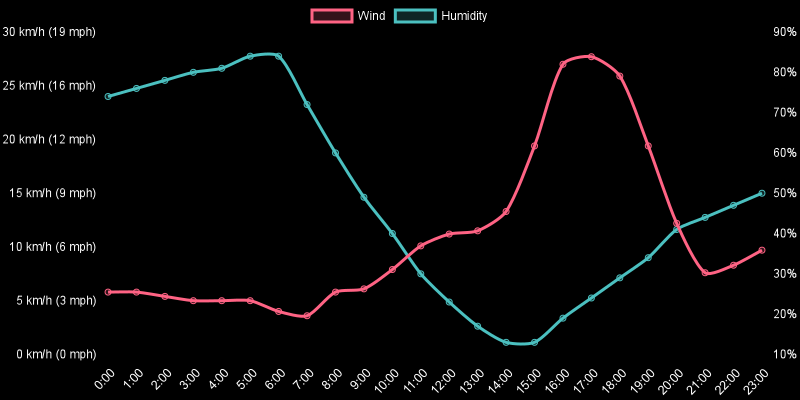 Wind Humidity
30 km/h (19 mph) 90%
25 km/h (16 mph) 80%
70%
20 km/h (12 mph) 60%
15 km/h (9 mph) 50%
40%
10 km/h (6 mph) 30%
5 km/h (3 mph) 20%
0 km/h (0 mph) 10%
0:00 1:00 2:00 3:00 4:00 5:00 6:00 7:00 8:00 9:00 10:00 11:00 12:00 13:00 14:00 15:00 16:00 17:00 18:00 19:00 20:00 21:00 22:00 23:00